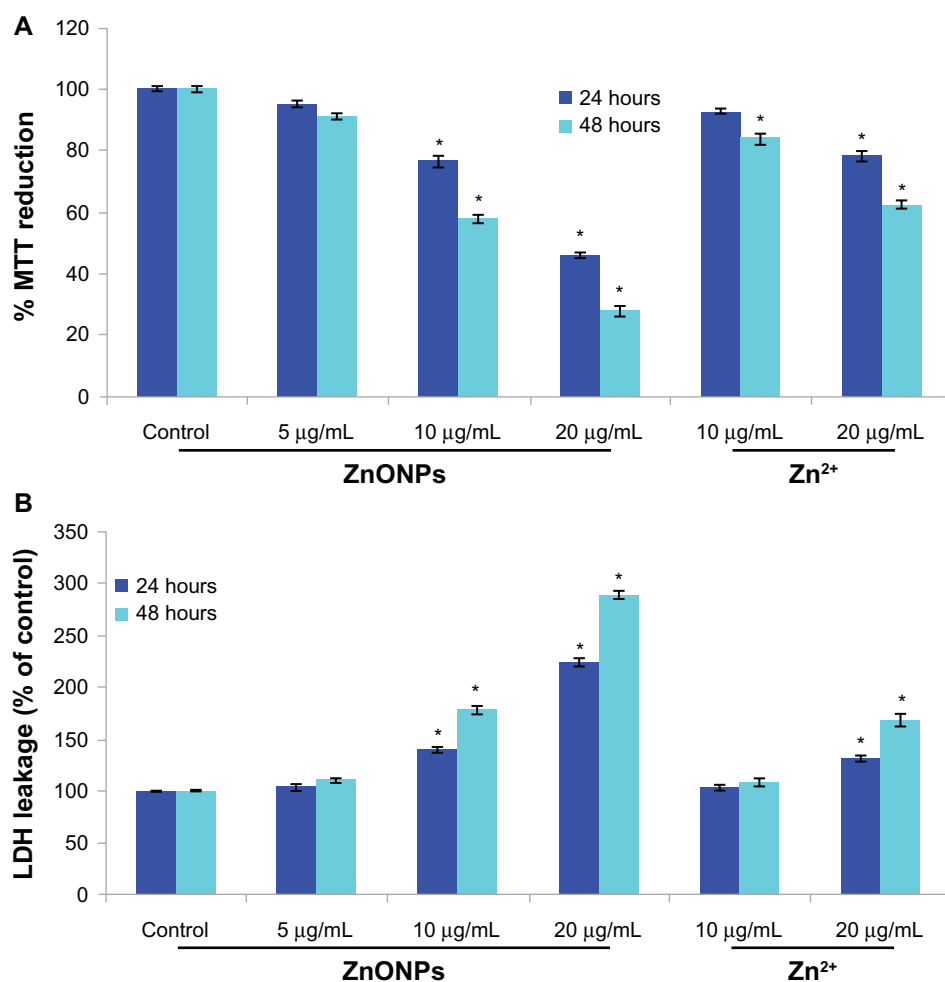 A
% MTT reduction
120
100
80
60
40
20
0
24 hours
48 hours
* * * * * * *
Control 5 μg/mL 10 μg/mL 20 μg/mL 10 μg/mL 20 μg/mL
ZnONPs Zn²⁺
B
LDH leakage (% of control)
350
300
250
200
150
100
50
0
24 hours
48 hours
* * * * * *
Control 5 μg/mL 10 μg/mL 20 μg/mL 10 μg/mL 20 μg/mL
ZnONPs Zn²⁺